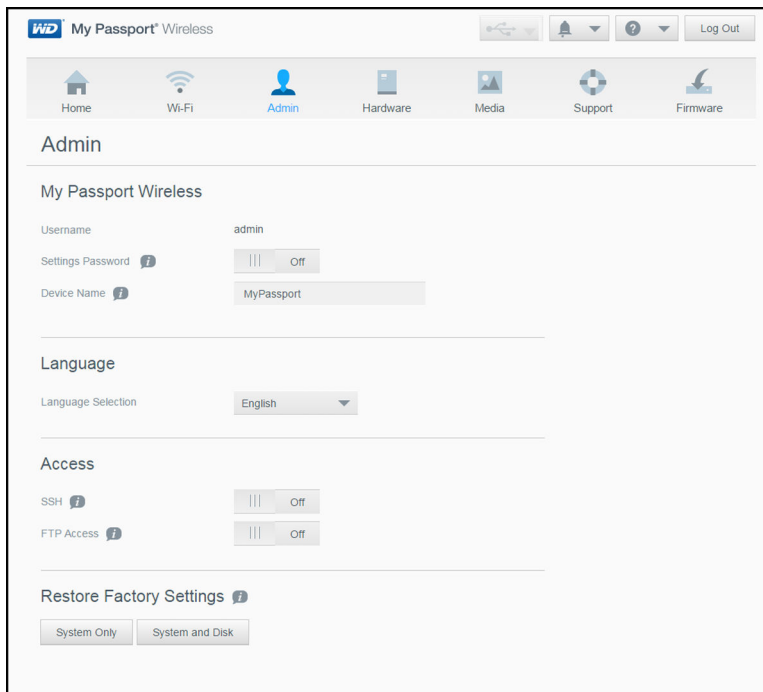 WD My Passport® Wireless
Log Out
Home Wi-Fi Admin Hardware Media Support Firmware
Admin
My Passport Wireless
Username admin
Settings Password i Off
Device Name i MyPassport
Language
Language Selection English
Access
SSH i Off
FTP Access i Off
Restore Factory Settings i
System Only System and Disk